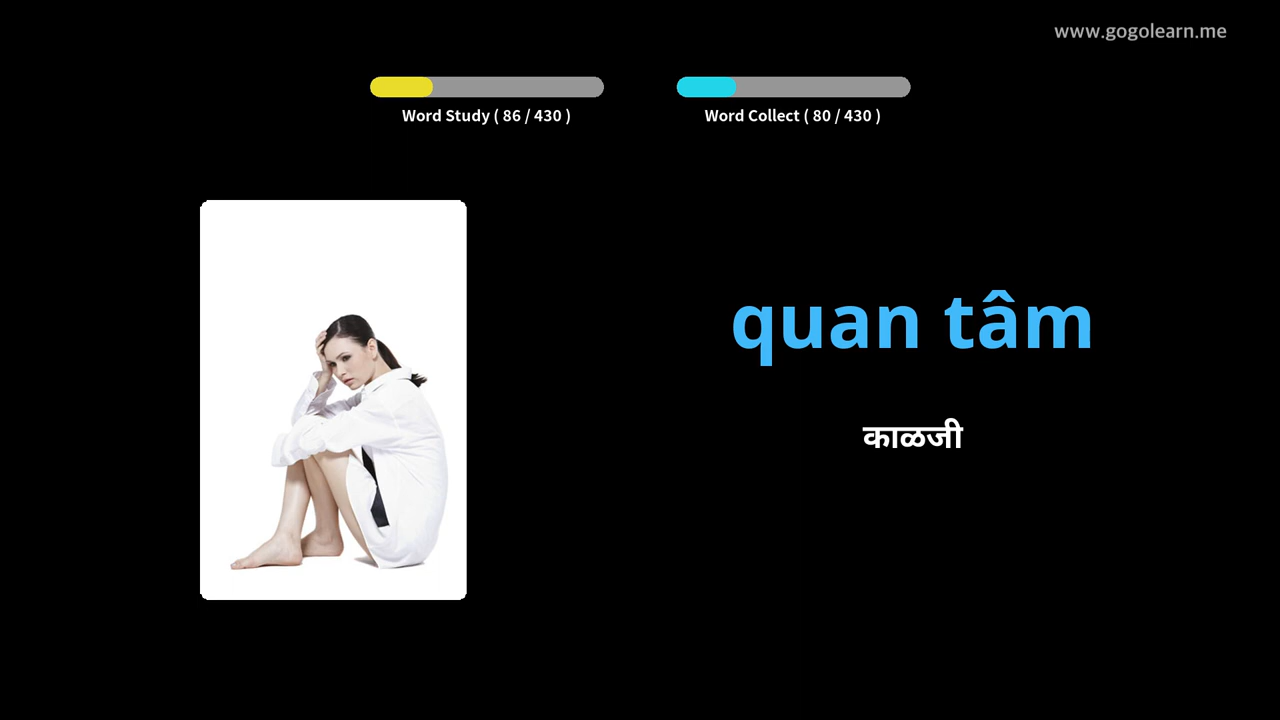 www.gogolearn.me
Word Study ( 86 / 430 )
Word Collect ( 80 / 430 )
quan tâm
काळजी